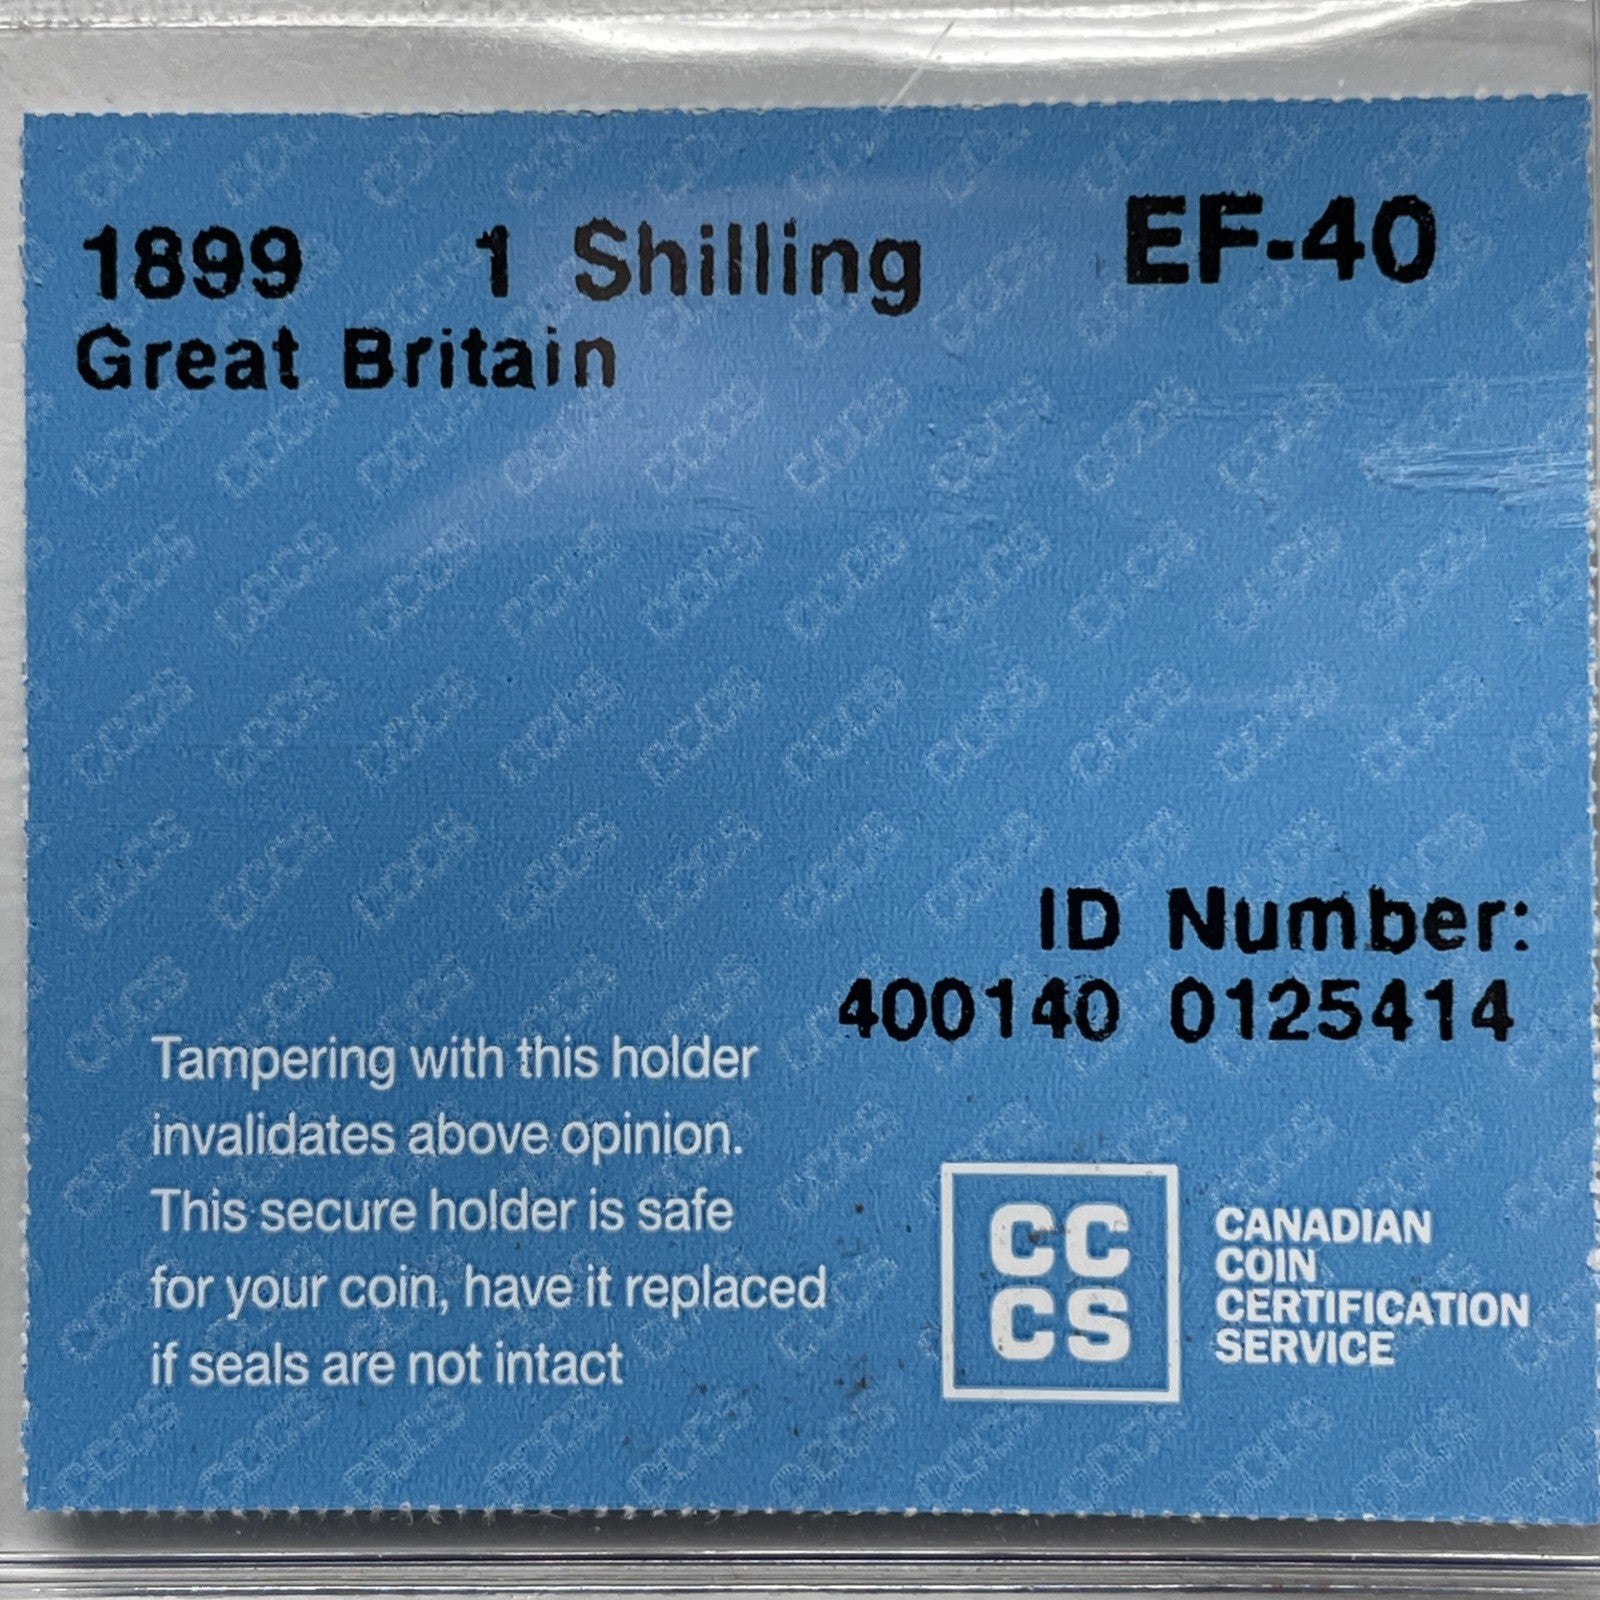 1899 1 Shilling EF-40
Great Britain
ID Number:
400140 0125414
Tampering with this holder
invalidates above opinion.
This secure holder is safe
for your coin, have it replaced
if seals are not intact
CC
CS
CANADIAN
COIN
CERTIFICATION
SERVICE